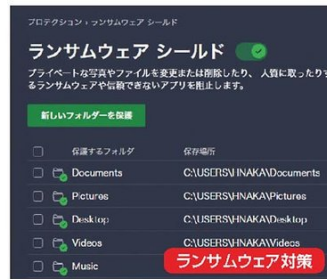 プロテクション › ランサムウェア シールド
ランサムウェア シールド
プライベートな写真やファイルを変更または削除したり、人質に取ったりす
るランサムウェアや信頼できないアプリを阻止します。
新しいフォルダーを保護
保護するフォルダ 保存場所
Documents C:\USERS\HNAKA\Documents
Pictures C:\USERS\HNAKA\Pictures
Desktop C:\USERS\HNAKA\Desktop
Videos C:\USERS\HNAKA\Videos
Music
ランサムウェア対策